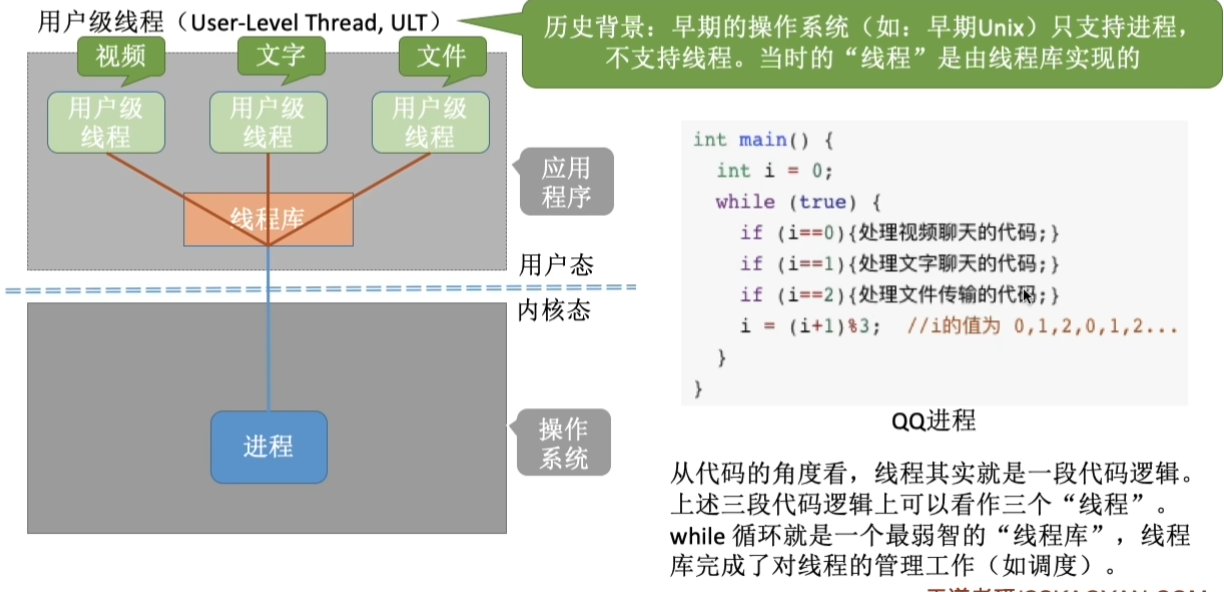 用户级线程（User-Level Thread, ULT）
历史背景：早期的操作系统（如：早期Unix）只支持进程，
不支持线程。当时的“线程”是由线程库实现的
视频
文字
文件
用户级
线程
用户级
线程
用户级
线程
线程库
应用
程序
用户态
内核态
进程
操作
系统
int main() {
int i = 0;
while (true) {
if (i==0){处理视频聊天的代码;}
if (i==1){处理文字聊天的代码;}
if (i==2){处理文件传输的代码;}
i = (i+1)%3; //i的值为 0,1,2,0,1,2...
}
}
QQ进程
从代码的角度看，线程其实就是一段代码逻辑。
上述三段代码逻辑上可以看作三个“线程”。
while 循环就是一个最弱智的“线程库”，线程
库完成了对线程的管理工作（如调度）。